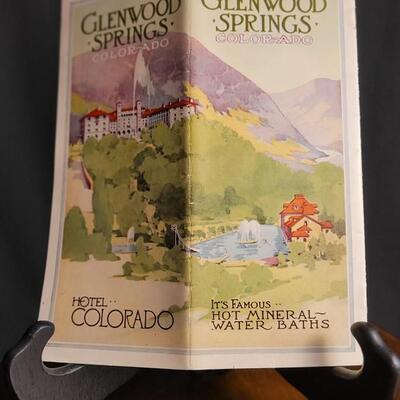 GLENWOOD
SPRINGS
COLORADO
HOTEL
COLORADO
GLENWOOD
SPRINGS
COLORADO
IT'S FAMOUS
HOT MINERAL
WATER BATHS